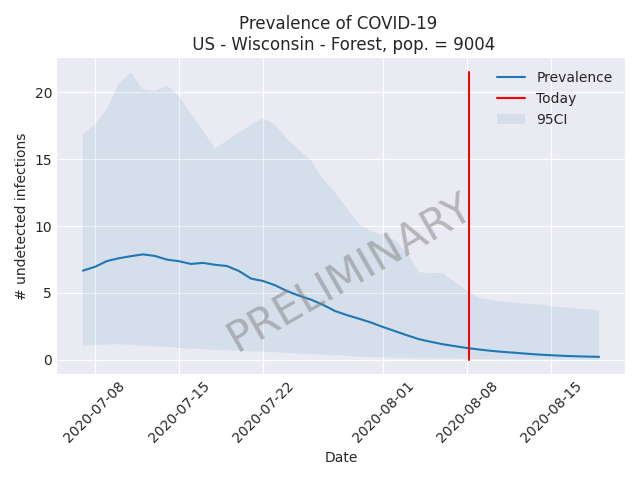 Prevalence of COVID-19
US - Wisconsin - Forest, pop. = 9004
Prevalence
Today
95CI
# undetected infections
20
15
10
5
0
PRELIMINARY
2020-07-08
2020-07-15
2020-07-22
2020-08-01
2020-08-08
2020-08-15
Date